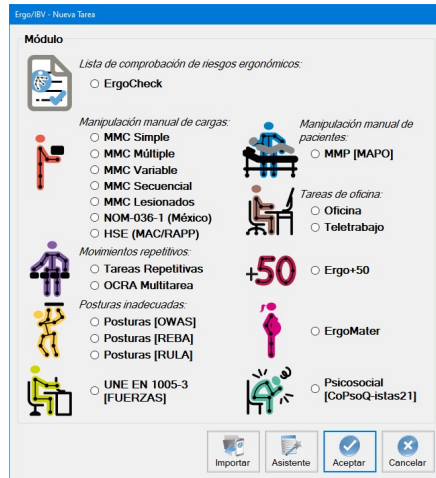 Ergo/IBV - Nueva Tarea
Módulo
Lista de comprobación de riesgos ergonómicos:
ErgoCheck
Manipulación manual de cargas:
MMC Simple
MMC Múltiple
MMC Variable
MMC Secuencial
MMC Lesionados
NOM-036-1 (México)
HSE (MAC/RAPP)
Movimientos repetitivos:
Tareas Repetitivas
OCRA Multitarea
Posturas inadecuadas:
Posturas [OWAS]
Posturas [REBA]
Posturas [RULA]
UNE EN 1005-3
[FUERZAS]
Manipulación manual de
pacientes:
MMP [MAPO]
Tareas de oficina:
Oficina
Teletrabajo
+50
Ergo+50
ErgoMater
Psicosocial
[CoPsoQ-istas21]
Importar
Asistente
Aceptar
Cancelar